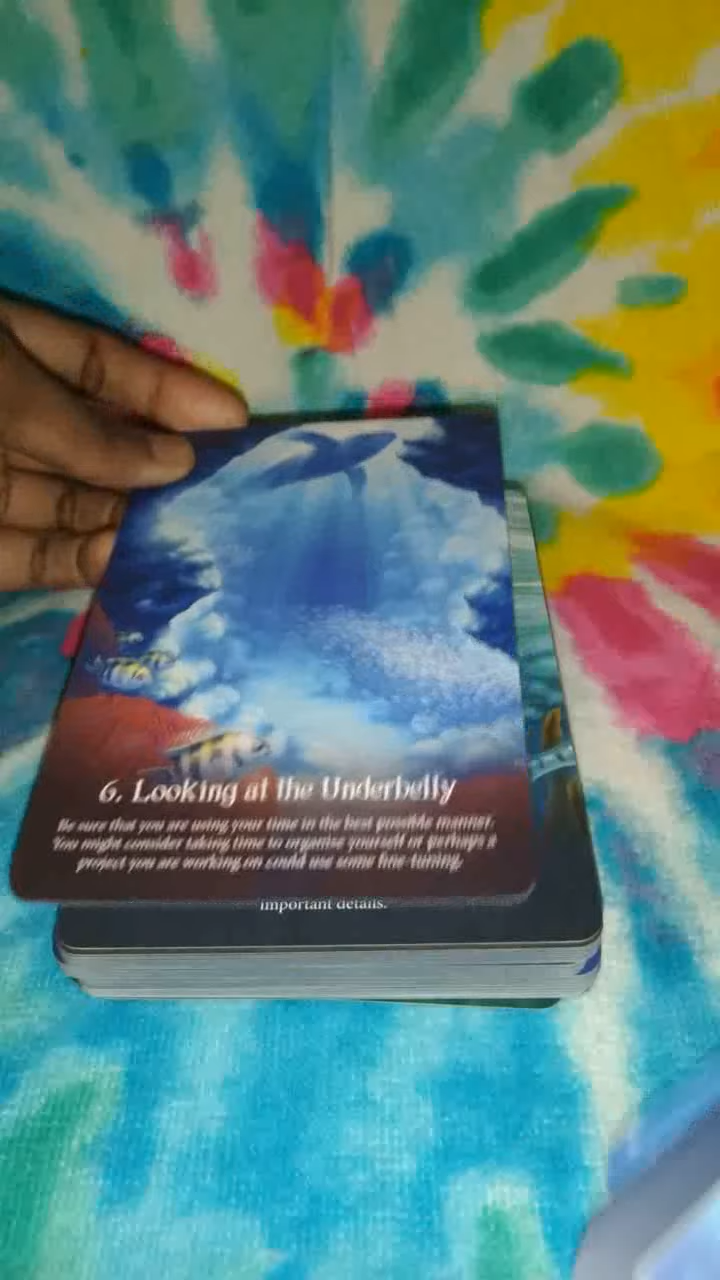 6. Looking at the Underbelly
Be sure that you are using your time in the best possible manner.
You might consider taking time to organise yourself or perhaps a
project you are working on could use some fine-tuning.
important details.